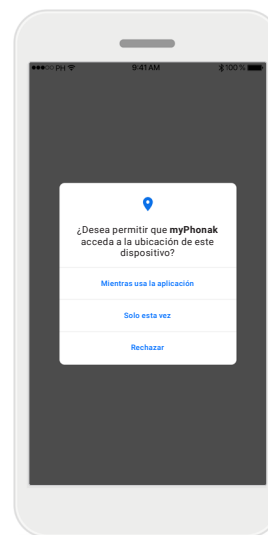 PH 9:41 AM 100%
¿Desea permitir que myPhonak
acceda a la ubicación de este
dispositivo?
Mientras usa la aplicación
Solo esta vez
Rechazar